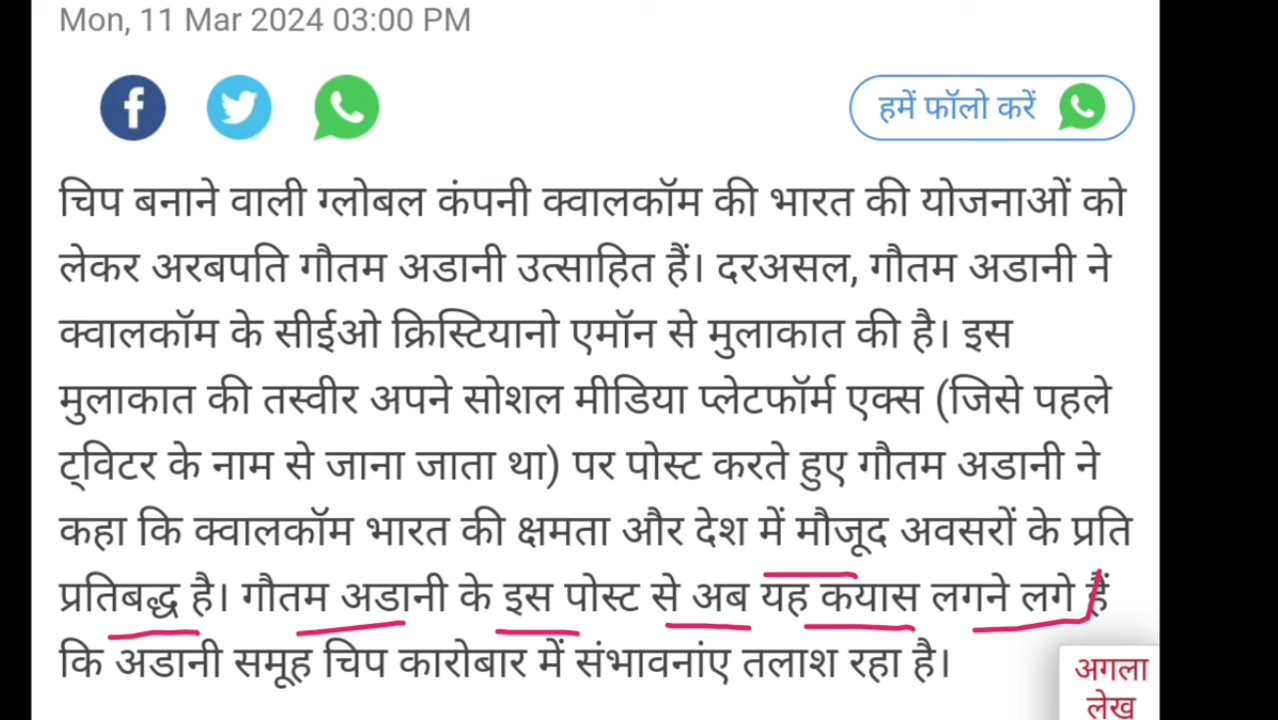 Mon, 11 Mar 2024 03:00 PM
हमें फॉलो करें
चिप बनाने वाली ग्लोबल कंपनी क्वालकॉम की भारत की योजनाओं को
लेकर अरबपति गौतम अडानी उत्साहित हैं। दरअसल, गौतम अडानी ने
क्वालकॉम के सीईओ क्रिस्टियानो एमॉन से मुलाकात की है। इस
मुलाकात की तस्वीर अपने सोशल मीडिया प्लेटफॉर्म एक्स (जिसे पहले
ट्विटर के नाम से जाना जाता था) पर पोस्ट करते हुए गौतम अडानी ने
कहा कि क्वालकॉम भारत की क्षमता और देश में मौजूद अवसरों के प्रति
प्रतिबद्ध है। गौतम अडानी के इस पोस्ट से अब यह कयास लगने लगे हैं
कि अडानी समूह चिप कारोबार में संभावनांए तलाश रहा है।
अगला
लेख